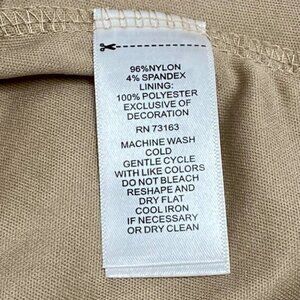 96%NYLON
4% SPANDEX
LINING:
100% POLYESTER
EXCLUSIVE OF
DECORATION
RN 73163
MACHINE WASH
COLD
GENTLE CYCLE
WITH LIKE COLORS
DO NOT BLEACH
RESHAPE AND
DRY FLAT
COOL IRON
IF NECESSARY
OR DRY CLEAN